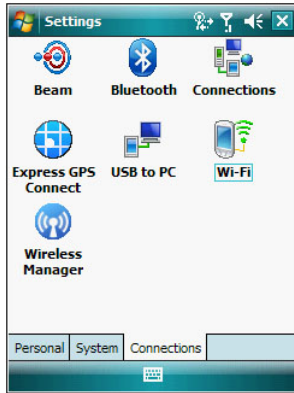 Settings
Beam Bluetooth Connections
Express GPS Connect USB to PC Wi-Fi
Wireless Manager
Personal System Connections